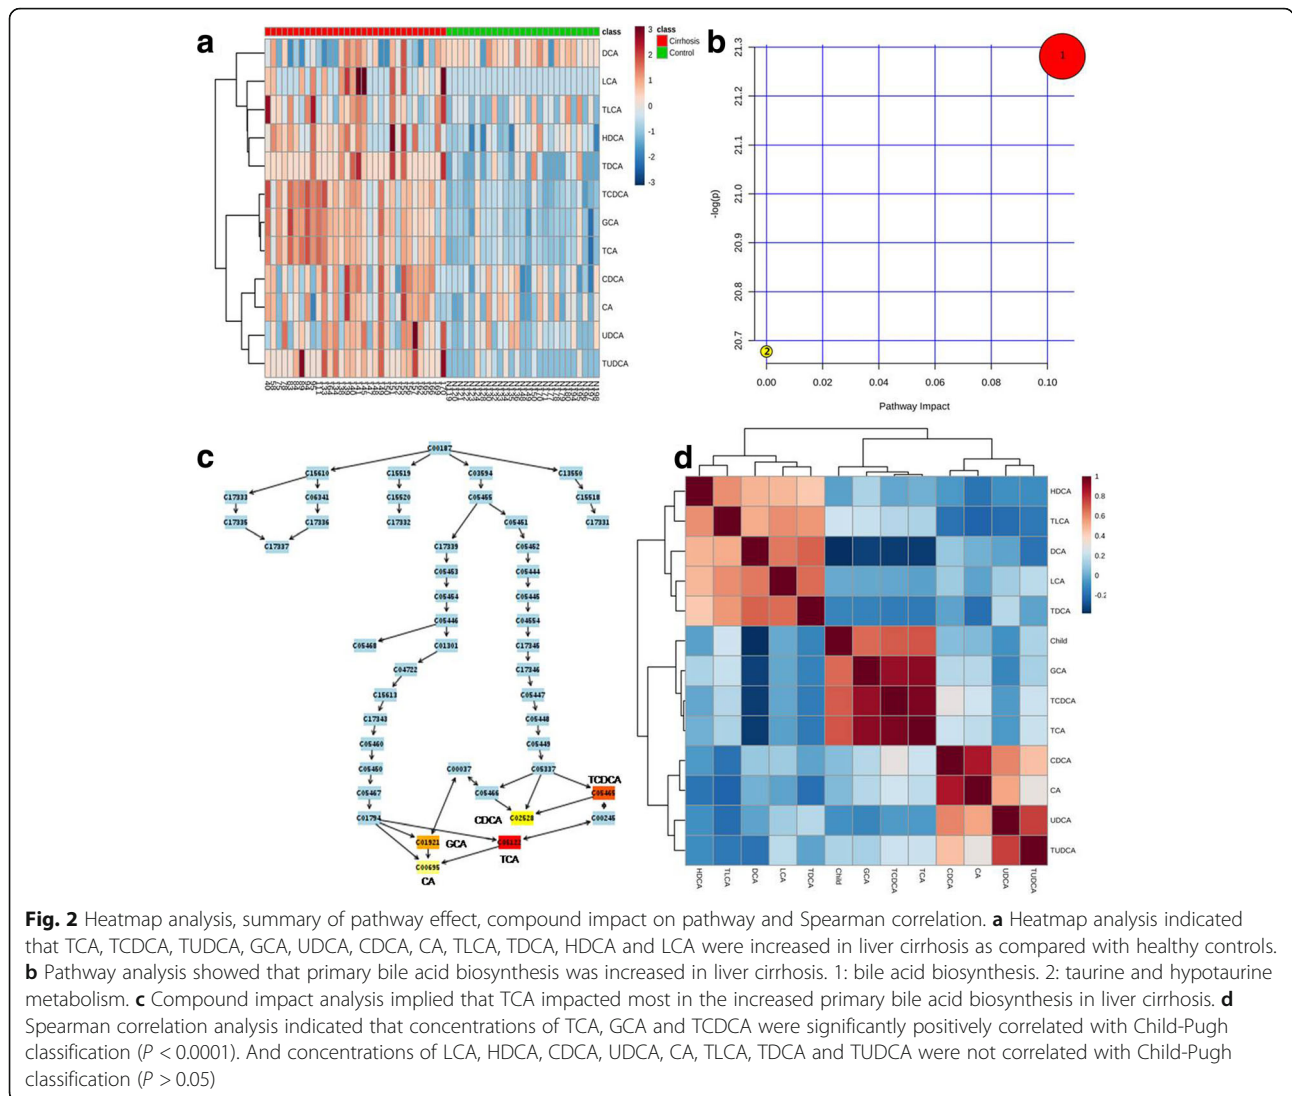 a
class
DCA
LCA
TLCA
HDCA
TDCA
TCDCA
GCA
TCA
CDCA
CA
UDCA
TUDCA
3
2
1
0
-1
-2
-3
class
Cirrhosis
Control
b
21.3
21.2
21.1
21.0
20.9
20.8
20.7
-log(p)
1
2
0.00 0.02 0.04 0.06 0.08 0.10
Pathway Impact
c
C00187
C15610 C15519 C03594 C13550
C17333 C06341 C15520 C05455 C15518
C17335 C17336 C17332 C05451 C17331
C17337 C17339 C05452
C05453 C05444
C05454 C05445
C05446 C04554
C05468 C01301 C17345
C04722 C17346
C15613 C05447
C17343 C05448
C05460 C05449
C05450 C00037 C05337
TCDCA
C05467 C05466 C05465
C01794 CDCA C02528 C00245
C01921 GCA C05122
TCA
C00695
CA
d
HDCA
TLCA
DCA
LCA
TDCA
Child
GCA
TCDCA
TCA
CDCA
CA
UDCA
TUDCA
HDCA TLCA DCA LCA TDCA Child GCA TCDCA TCA CDCA CA UDCA TUDCA
1
0.8
0.6
0.4
0.2
0
-0.2
Fig. 2 Heatmap analysis, summary of pathway effect, compound impact on pathway and Spearman correlation. a Heatmap analysis indicated
that TCA, TCDCA, TUDCA, GCA, UDCA, CDCA, CA, TLCA, TDCA, HDCA and LCA were increased in liver cirrhosis as compared with healthy controls.
b Pathway analysis showed that primary bile acid biosynthesis was increased in liver cirrhosis. 1: bile acid biosynthesis. 2: taurine and hypotaurine
metabolism. c Compound impact analysis implied that TCA impacted most in the increased primary bile acid biosynthesis in liver cirrhosis. d
Spearman correlation analysis indicated that concentrations of TCA, GCA and TCDCA were significantly positively correlated with Child-Pugh
classification (P < 0.0001). And concentrations of LCA, HDCA, CDCA, UDCA, CA, TLCA, TDCA and TUDCA were not correlated with Child-Pugh
classification (P > 0.05)